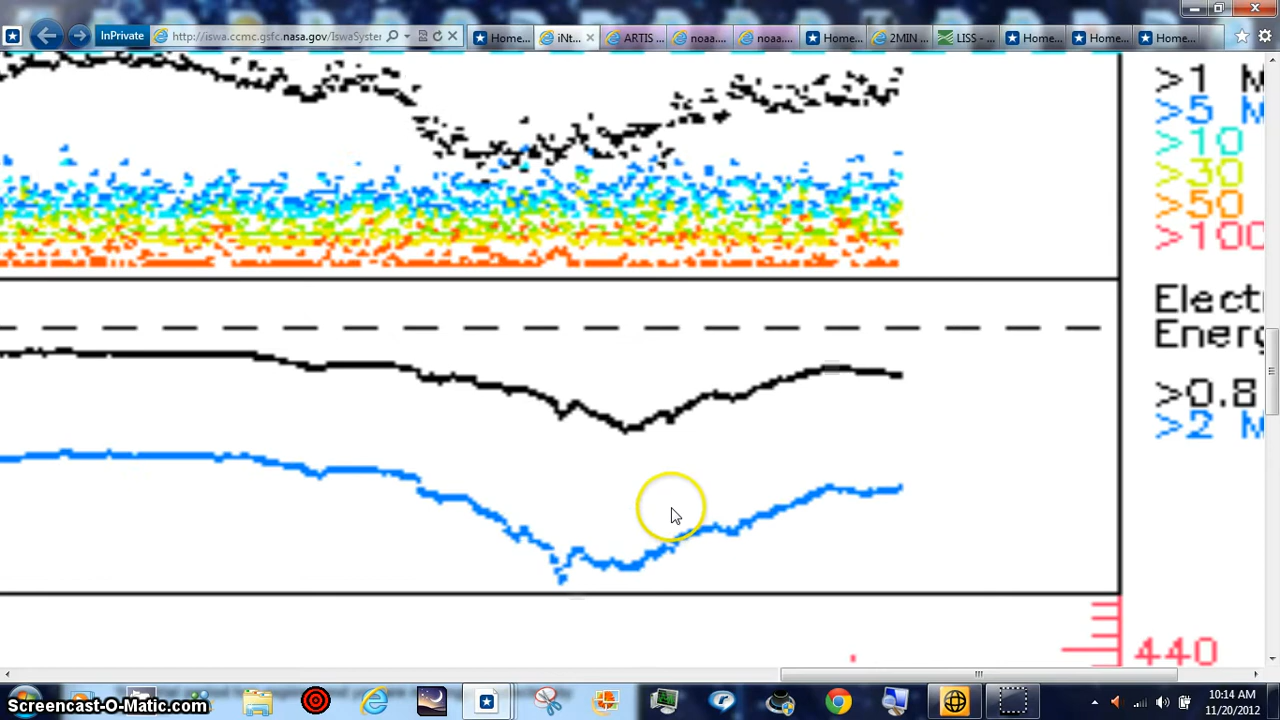 InPrivate http://iswa.ccmc.gsfc.nasa.gov/IswaSyster Home... iNt... ARTIS ... noaa.... noaa.... Home... 2MIN ... LISS - ... Home... Home... Home...
>1 M
>5 M
>10
>30
>50
>100
Elect
Energ
>0.8
>2 M
440
Screencast-O-Matic.com
10:14 AM
11/20/2012